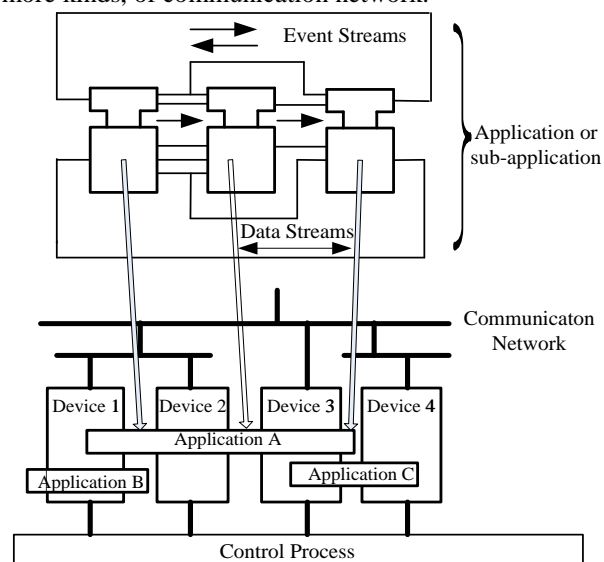 more kinds, of communication network.
Event Streams
Application or
sub-application
Data Streams
Communicaton
Network
Device 1
Device 2
Device 3
Device 4
Application A
Application B
Application C
Control Process